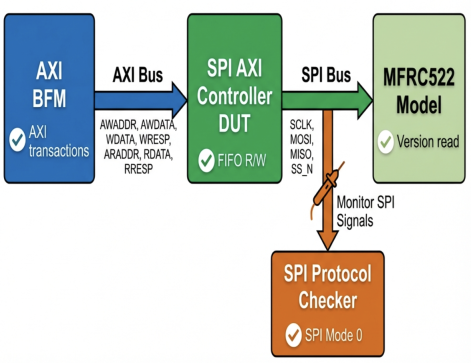 AXI
BFM
AXI
transactions
AXI Bus
AWADDR, AWDATA,
WDATA, WRESP,
ARADDR, RDATA,
RRESP
SPI AXI
Controller
DUT
FIFO R/W
SPI Bus
SCLK,
MOSI,
MISO,
SS_N
MFRC522
Model
Version read
Monitor SPI
Signals
SPI Protocol
Checker
SPI Mode 0